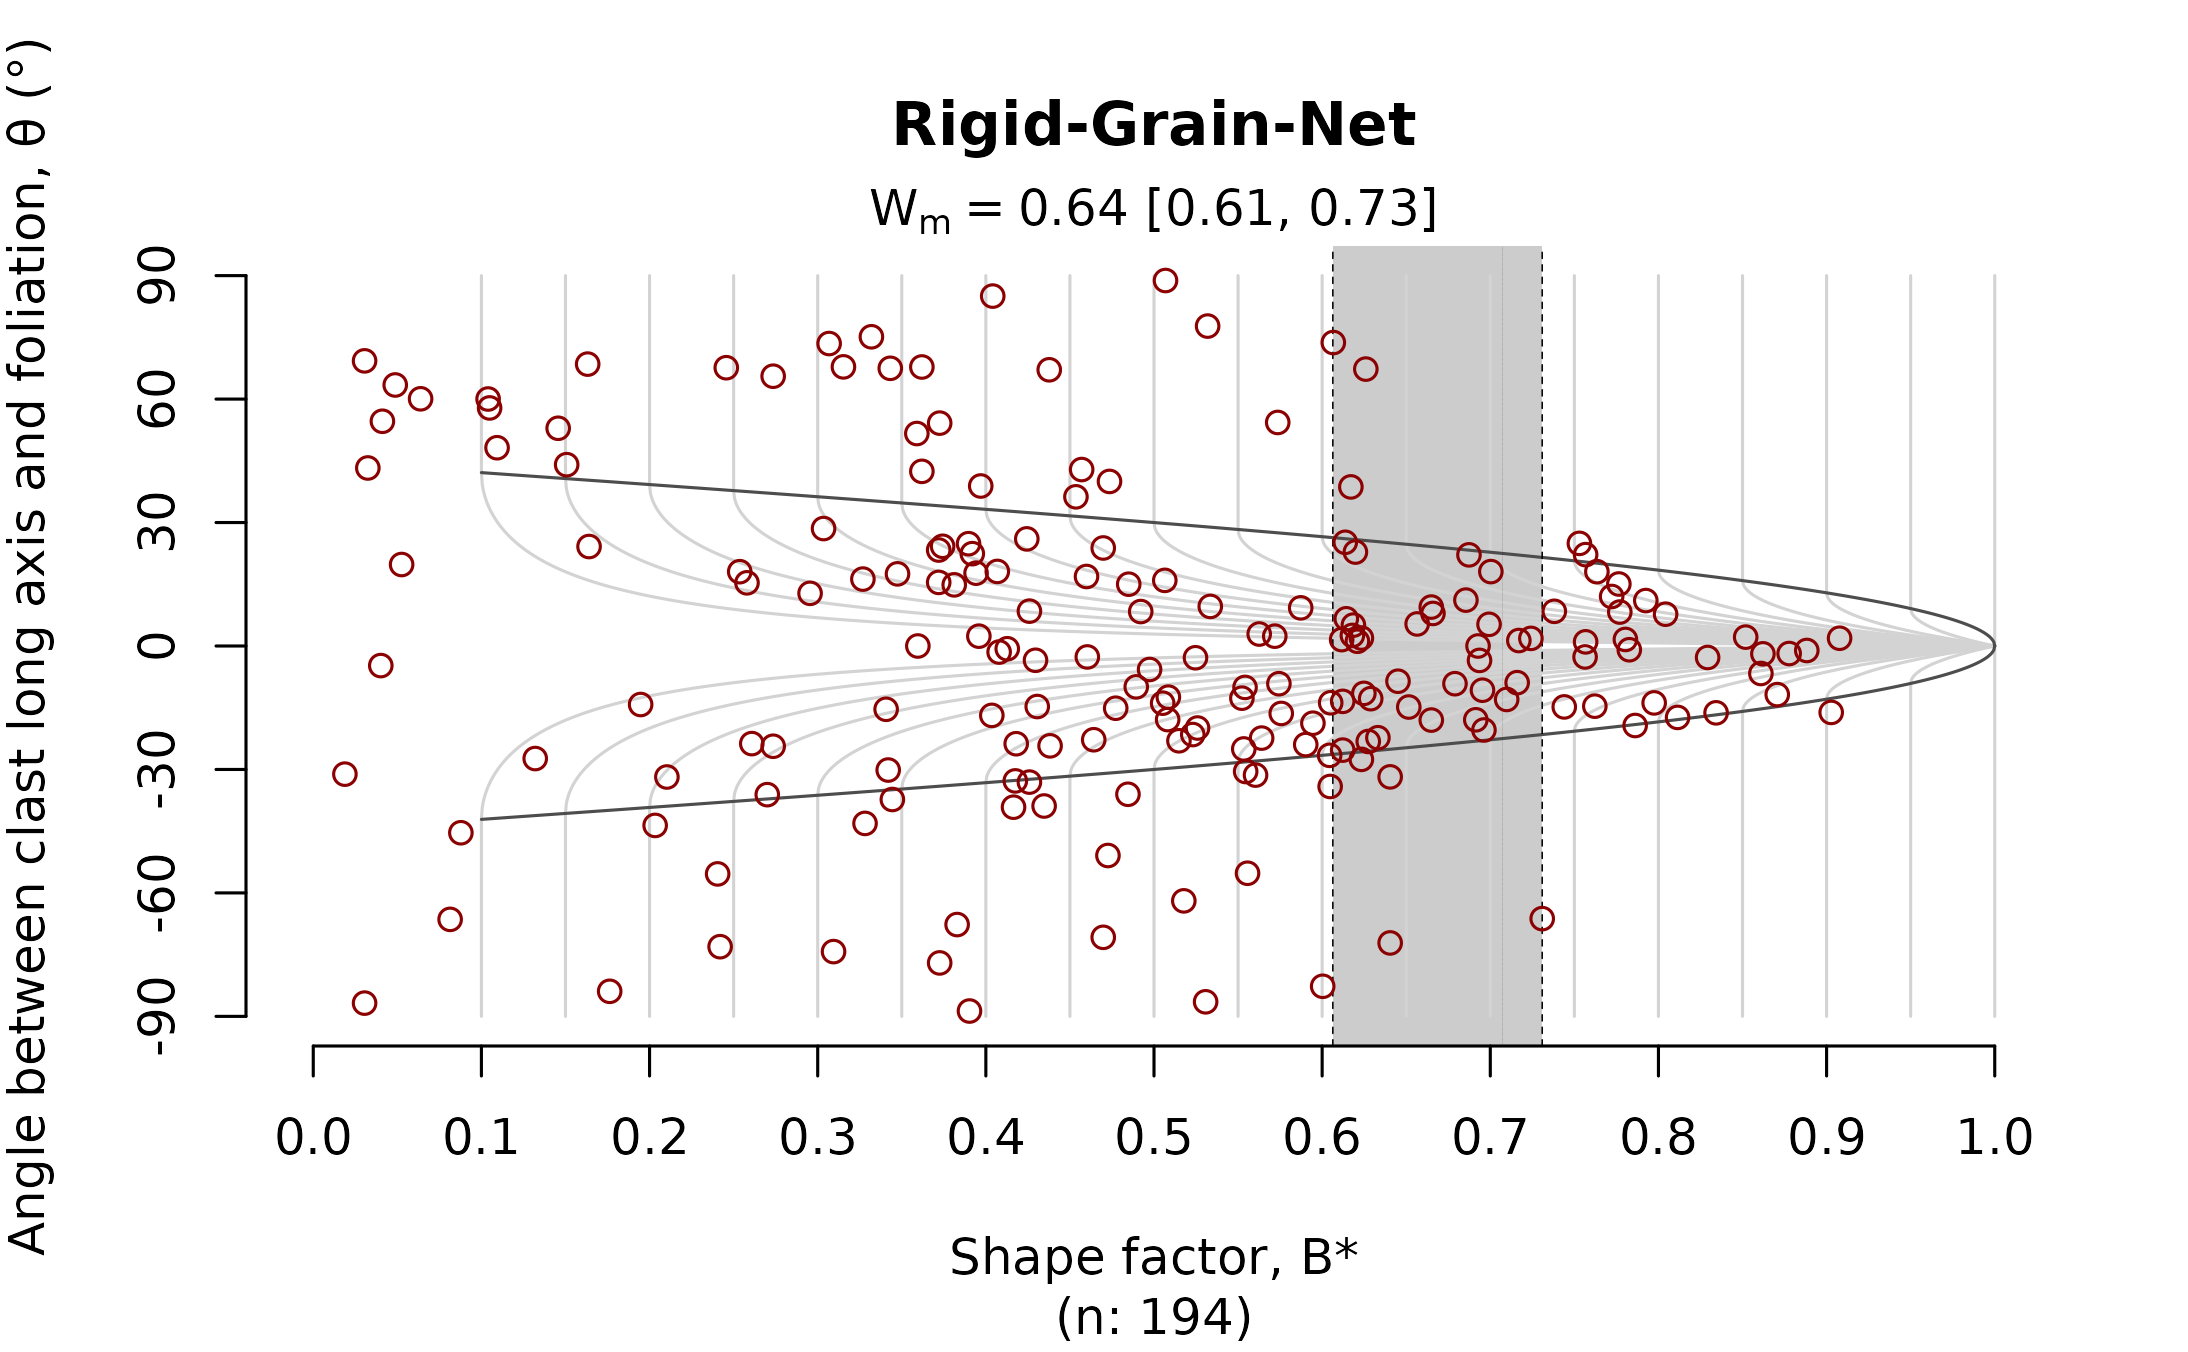 Rigid-Grain-Net
Wₘ = 0.64 [0.61, 0.73]
Angle between clast long axis and foliation, θ (°)
90
60
30
0
-30
-60
-90
0.0 0.1 0.2 0.3 0.4 0.5 0.6 0.7 0.8 0.9 1.0
Shape factor, B*
(n: 194)